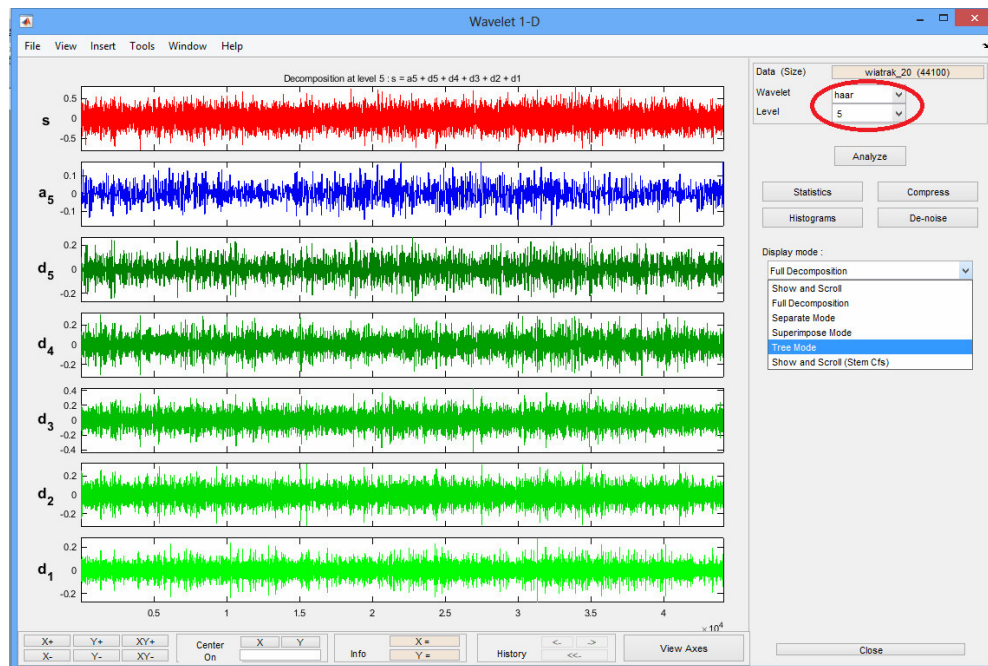 Wavelet 1-D
File View Insert Tools Window Help
Decomposition at level 5 : s = a5 + d5 + d4 + d3 + d2 + d1
s
0.5
0
-0.5
a5
0.1
0
-0.1
d5
0.2
0
-0.2
d4
0.2
0
-0.2
d3
0.4
0.2
0
-0.2
-0.4
d2
0.2
0
-0.2
d1
0.2
0
-0.2
0.5 1 1.5 2 2.5 3 3.5 4
× 10^4
Data (Size) wiatrak_20 (44100)
Wavelet haar
Level 5
Analyze
Statistics Compress
Histograms De-noise
Display mode :
Full Decomposition
Show and Scroll
Full Decomposition
Separate Mode
Superimpose Mode
Tree Mode
Show and Scroll (Stem Cfs)
X+ Y+ XY+
X- Y- XY-
Center
On
X Y
Info
X =
Y =
History
<- ->
<<-
View Axes
Close